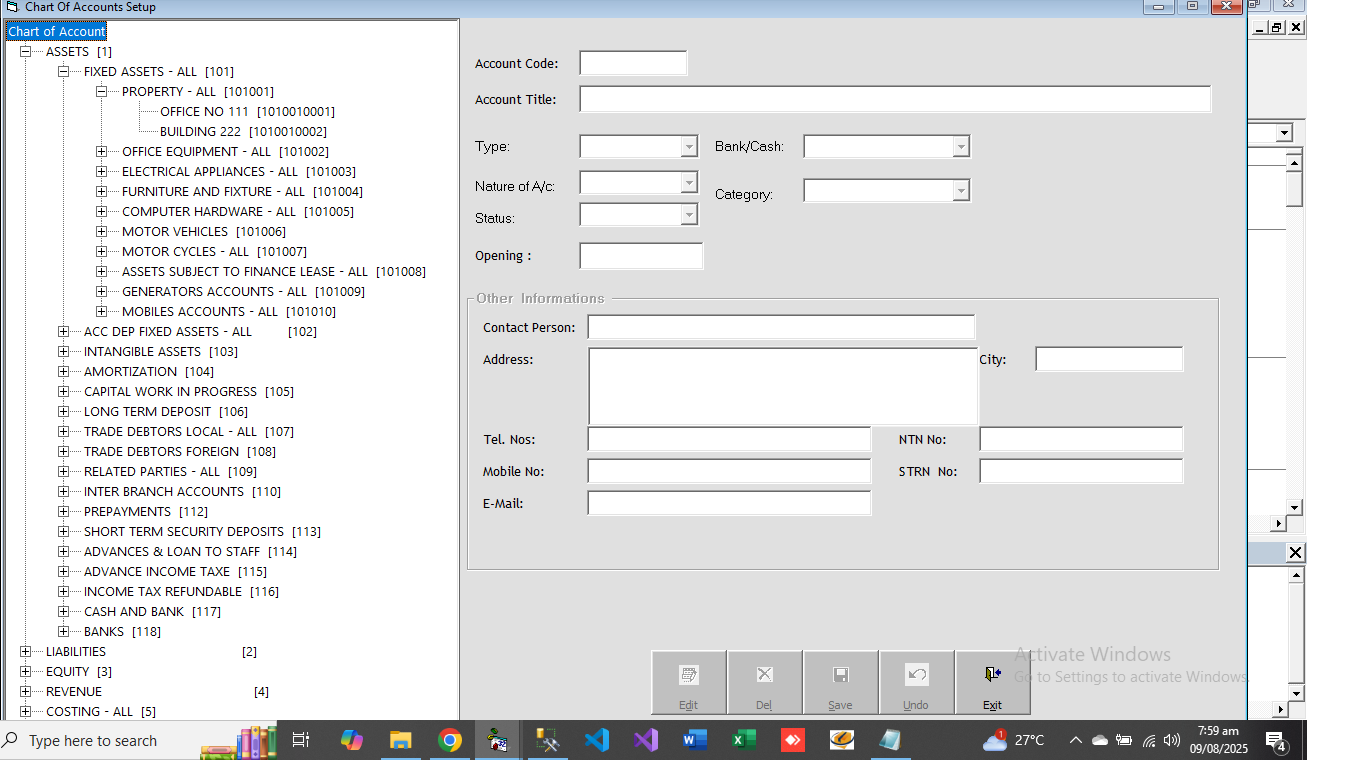 Chart Of Accounts Setup
Chart of Account
ASSETS [1]
FIXED ASSETS - ALL [101]
PROPERTY - ALL [101001]
OFFICE NO 111 [1010010001]
BUILDING 222 [1010010002]
OFFICE EQUIPMENT - ALL [101002]
ELECTRICAL APPLIANCES - ALL [101003]
FURNITURE AND FIXTURE - ALL [101004]
COMPUTER HARDWARE - ALL [101005]
MOTOR VEHICLES [101006]
MOTOR CYCLES - ALL [101007]
ASSETS SUBJECT TO FINANCE LEASE - ALL [101008]
GENERATORS ACCOUNTS - ALL [101009]
MOBILES ACCOUNTS - ALL [101010]
ACC DEP FIXED ASSETS - ALL [102]
INTANGIBLE ASSETS [103]
AMORTIZATION [104]
CAPITAL WORK IN PROGRESS [105]
LONG TERM DEPOSIT [106]
TRADE DEBTORS LOCAL - ALL [107]
TRADE DEBTORS FOREIGN [108]
RELATED PARTIES - ALL [109]
INTER BRANCH ACCOUNTS [110]
PREPAYMENTS [112]
SHORT TERM SECURITY DEPOSITS [113]
ADVANCES & LOAN TO STAFF [114]
ADVANCE INCOME TAXE [115]
INCOME TAX REFUNDABLE [116]
CASH AND BANK [117]
BANKS [118]
LIABILITIES [2]
EQUITY [3]
REVENUE [4]
COSTING - ALL [5]
Account Code:
Account Title:
Type:
Bank/Cash:
Nature of A/c:
Category:
Status:
Opening :
Other Informations
Contact Person:
Address:
City:
Tel. Nos:
NTN No:
Mobile No:
STRN No:
E-Mail:
Edit
Del
Save
Undo
Exit
Activate Windows
Go to Settings to activate Windows.
Type here to search
27°C
7:59 am
09/08/2025
4